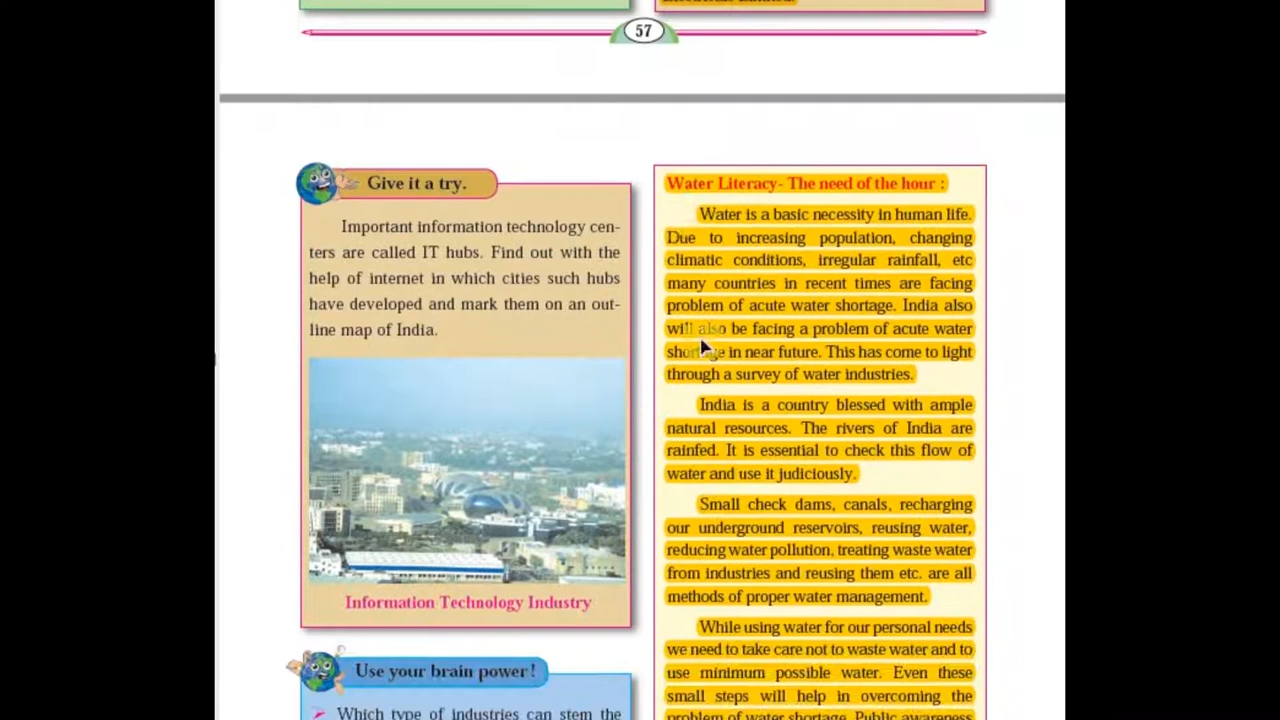 57
Give it a try.
Important information technology cen-
ters are called IT hubs. Find out with the
help of internet in which cities such hubs
have developed and mark them on an out-
line map of India.
Information Technology Industry
Use your brain power!
Which type of industries can stem the
Water Literacy- The need of the hour :
Water is a basic necessity in human life.
Due to increasing population, changing
climatic conditions, irregular rainfall, etc
many countries in recent times are facing
problem of acute water shortage. India also
will also be facing a problem of acute water
shortage in near future. This has come to light
through a survey of water industries.
India is a country blessed with ample
natural resources. The rivers of India are
rainfed. It is essential to check this flow of
water and use it judiciously.
Small check dams, canals, recharging
our underground reservoirs, reusing water,
reducing water pollution, treating waste water
from industries and reusing them etc. are all
methods of proper water management.
While using water for our personal needs
we need to take care not to waste water and to
use minimum possible water. Even these
small steps will help in overcoming the
problem of water shortage. Public awareness